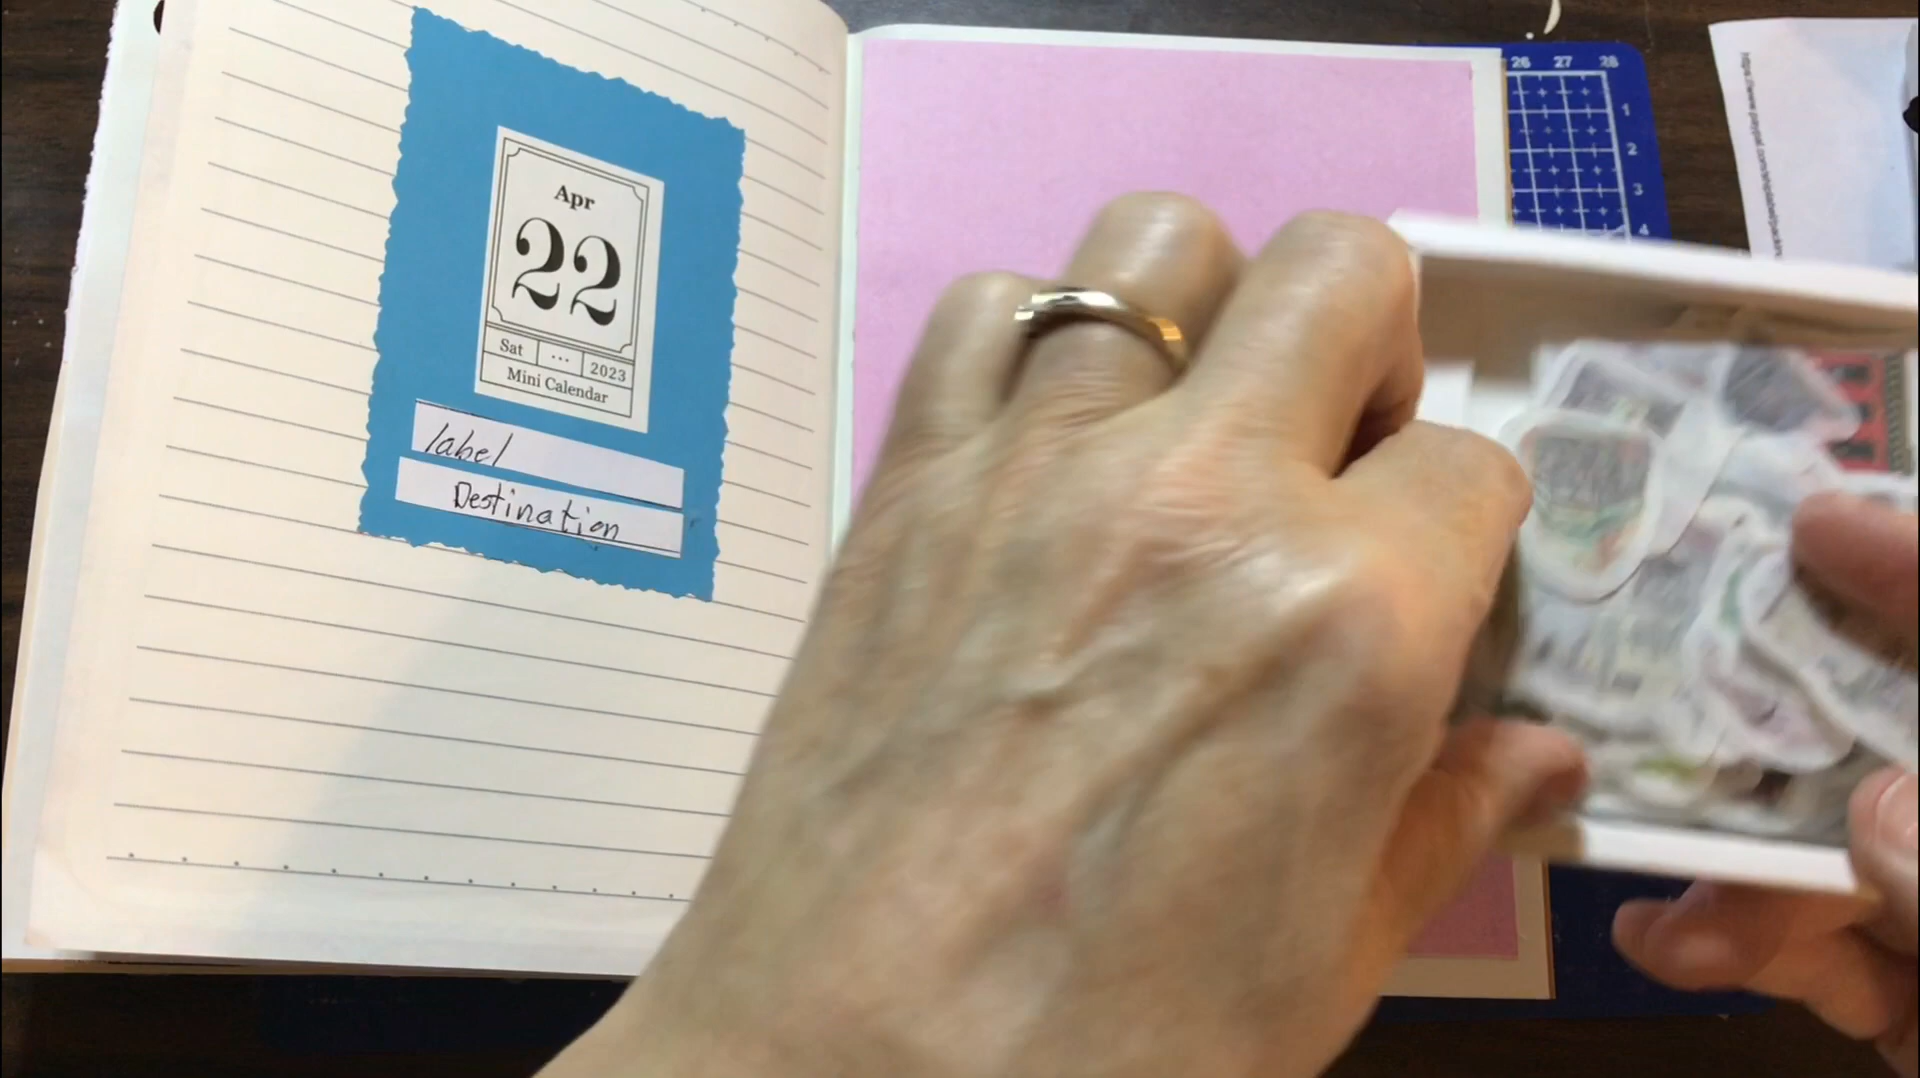 Apr
22
Sat ... 2023
Mini Calendar
label
Destination
26 27 28
1
2
3
4